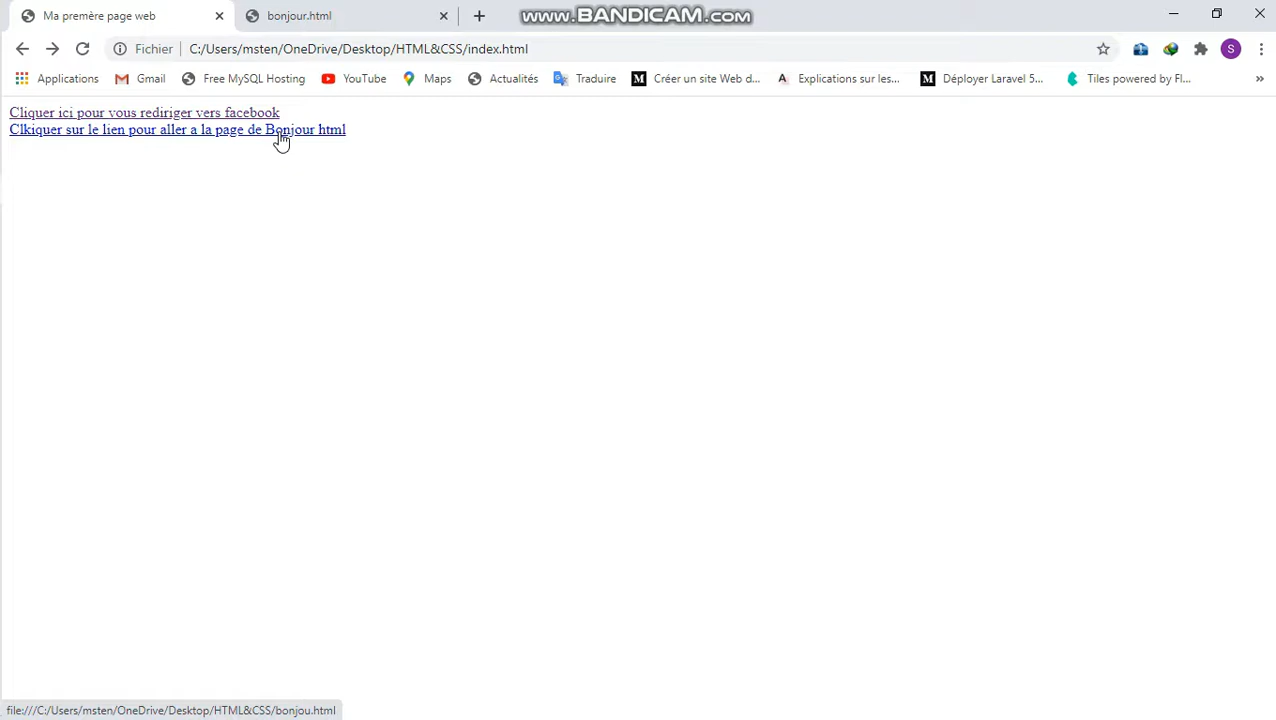 Ma premère page web
bonjour.html
www.BANDICAM.com
Fichier
C:/Users/msten/OneDrive/Desktop/HTML&CSS/index.html
S
Applications
Gmail
Free MySQL Hosting
YouTube
Maps
Actualités
Traduire
M Créer un site Web d...
A. Explications sur les...
M Déployer Laravel 5...
Tiles powered by Fl...
»
Cliquer ici pour vous rediriger vers facebook
Clkiquer sur le lien pour aller a la page de Bonjour html
file:///C:/Users/msten/OneDrive/Desktop/HTML&CSS/bonjou.html